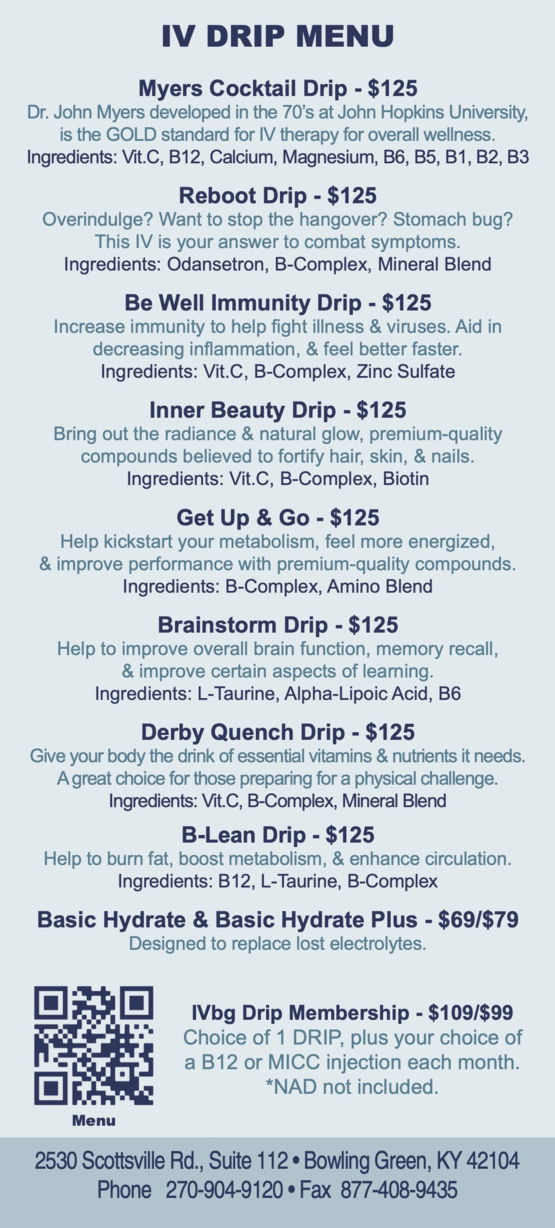 IV DRIP MENU
Myers Cocktail Drip - $125
Dr. John Myers developed in the 70's at John Hopkins University,
is the GOLD standard for IV therapy for overall wellness.
Ingredients: Vit.C, B12, Calcium, Magnesium, B6, B5, B1, B2, B3
Reboot Drip - $125
Overindulge? Want to stop the hangover? Stomach bug?
This IV is your answer to combat symptoms.
Ingredients: Odansetron, B-Complex, Mineral Blend
Be Well Immunity Drip - $125
Increase immunity to help fight illness & viruses. Aid in
decreasing inflammation, & feel better faster.
Ingredients: Vit.C, B-Complex, Zinc Sulfate
Inner Beauty Drip - $125
Bring out the radiance & natural glow, premium-quality
compounds believed to fortify hair, skin, & nails.
Ingredients: Vit.C, B-Complex, Biotin
Get Up & Go - $125
Help kickstart your metabolism, feel more energized,
& improve performance with premium-quality compounds.
Ingredients: B-Complex, Amino Blend
Brainstorm Drip - $125
Help to improve overall brain function, memory recall,
& improve certain aspects of learning.
Ingredients: L-Taurine, Alpha-Lipoic Acid, B6
Derby Quench Drip - $125
Give your body the drink of essential vitamins & nutrients it needs.
A great choice for those preparing for a physical challenge.
Ingredients: Vit.C, B-Complex, Mineral Blend
B-Lean Drip - $125
Help to burn fat, boost metabolism, & enhance circulation.
Ingredients: B12, L-Taurine, B-Complex
Basic Hydrate & Basic Hydrate Plus - $69/$79
Designed to replace lost electrolytes.
IVbg Drip Membership - $109/$99
Choice of 1 DRIP, plus your choice of
a B12 or MICC injection each month.
*NAD not included.
Menu
2530 Scottsville Rd., Suite 112 • Bowling Green, KY 42104
Phone 270-904-9120 • Fax 877-408-9435